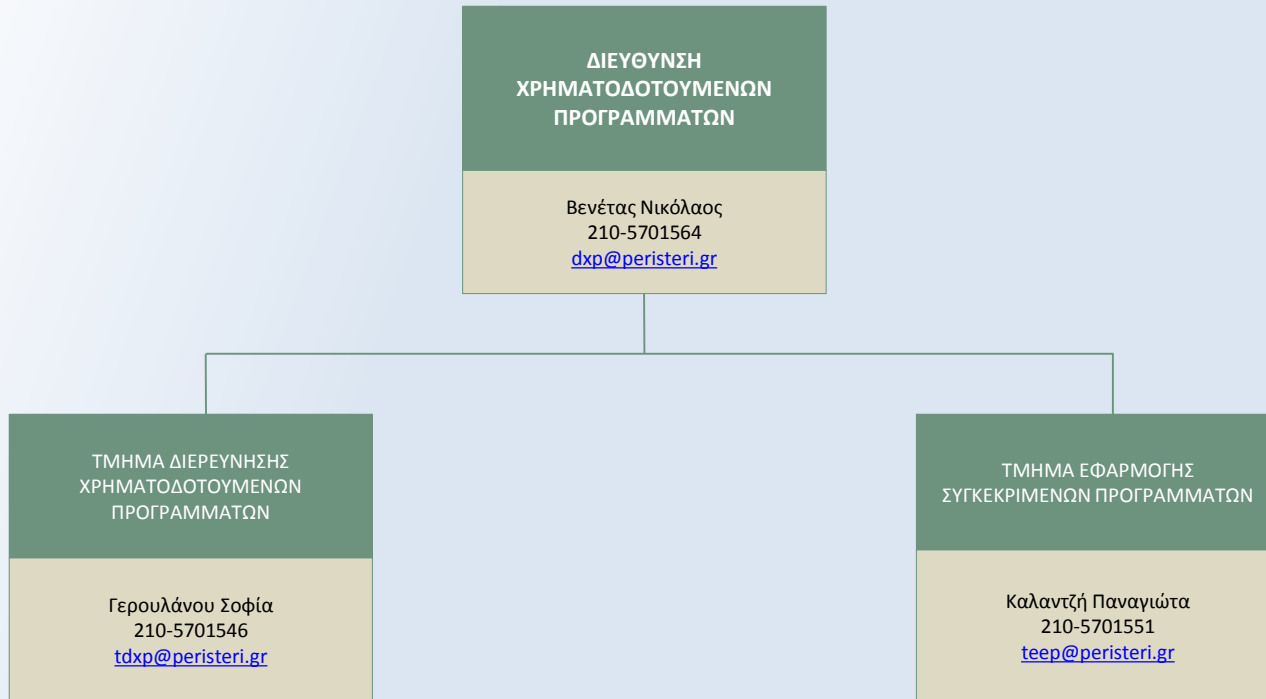 ΔΙΕΥΘΥΝΣΗ
ΧΡΗΜΑΤΟΔΟΤΟΥΜΕΝΩΝ
ΠΡΟΓΡΑΜΜΑΤΩΝ
Βενέτας Νικόλαος
210-5701564
dxp@peristeri.gr
ΤΜΗΜΑ ΔΙΕΡΕΥΝΗΣΗΣ
ΧΡΗΜΑΤΟΔΟΤΟΥΜΕΝΩΝ
ΠΡΟΓΡΑΜΜΑΤΩΝ
Γερουλάνου Σοφία
210-5701546
tdxp@peristeri.gr
ΤΜΗΜΑ ΕΦΑΡΜΟΓΗΣ
ΣΥΓΚΕΚΡΙΜΕΝΩΝ ΠΡΟΓΡΑΜΜΑΤΩΝ
Καλαντζή Παναγιώτα
210-5701551
teep@peristeri.gr